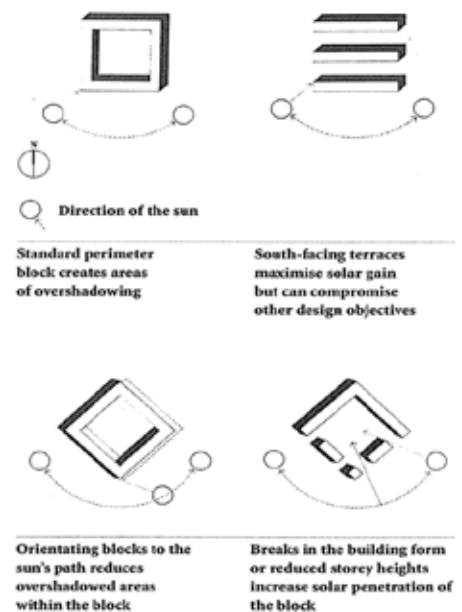 N
Direction of the sun
Standard perimeter
block creates areas
of overshadowing
South-facing terraces
maximise solar gain
but can compromise
other design objectives
Orientating blocks to the
sun's path reduces
overshadowed areas
within the block
Breaks in the building form
or reduced storey heights
increase solar penetration of
the block